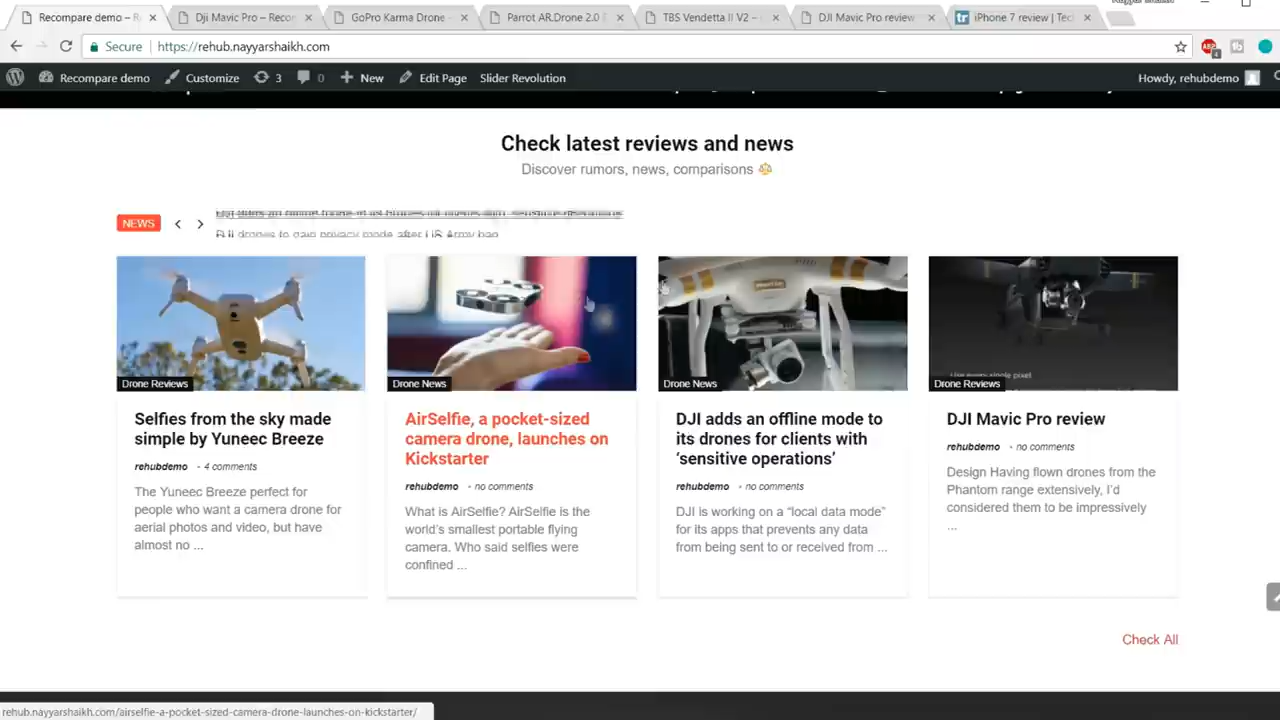 Recompare demo – R
Dji Mavic Pro – Recor
GoPro Karma Drone -
Parrot AR.Drone 2.0 E
TBS Vendetta II V2 –
DJI Mavic Pro review
iPhone 7 review | Tec
Secure
https://rehub.nayyarshaikh.com
Recompare demo
Customize
3
0
New
Edit Page
Slider Revolution
Howdy, rehubdemo
Check latest reviews and news
Discover rumors, news, comparisons
NEWS
DJI drones to gain privacy mode after US Army ban
Drone Reviews
Drone News
Drone News
Drone Reviews
Selfies from the sky made
simple by Yuneec Breeze
rehubdemo - 4 comments
The Yuneec Breeze perfect for
people who want a camera drone for
aerial photos and video, but have
almost no ...
AirSelfie, a pocket-sized
camera drone, launches on
Kickstarter
rehubdemo - no comments
What is AirSelfie? AirSelfie is the
world's smallest portable flying
camera. Who said selfies were
confined ...
DJI adds an offline mode to
its drones for clients with
‘sensitive operations’
rehubdemo - no comments
DJI is working on a “local data mode”
for its apps that prevents any data
from being sent to or received from ...
DJI Mavic Pro review
rehubdemo - no comments
Design Having flown drones from the
Phantom range extensively, I'd
considered them to be impressively
...
Check All
rehub.nayyarshaikh.com/airselfie-a-pocket-sized-camera-drone-launches-on-kickstarter/